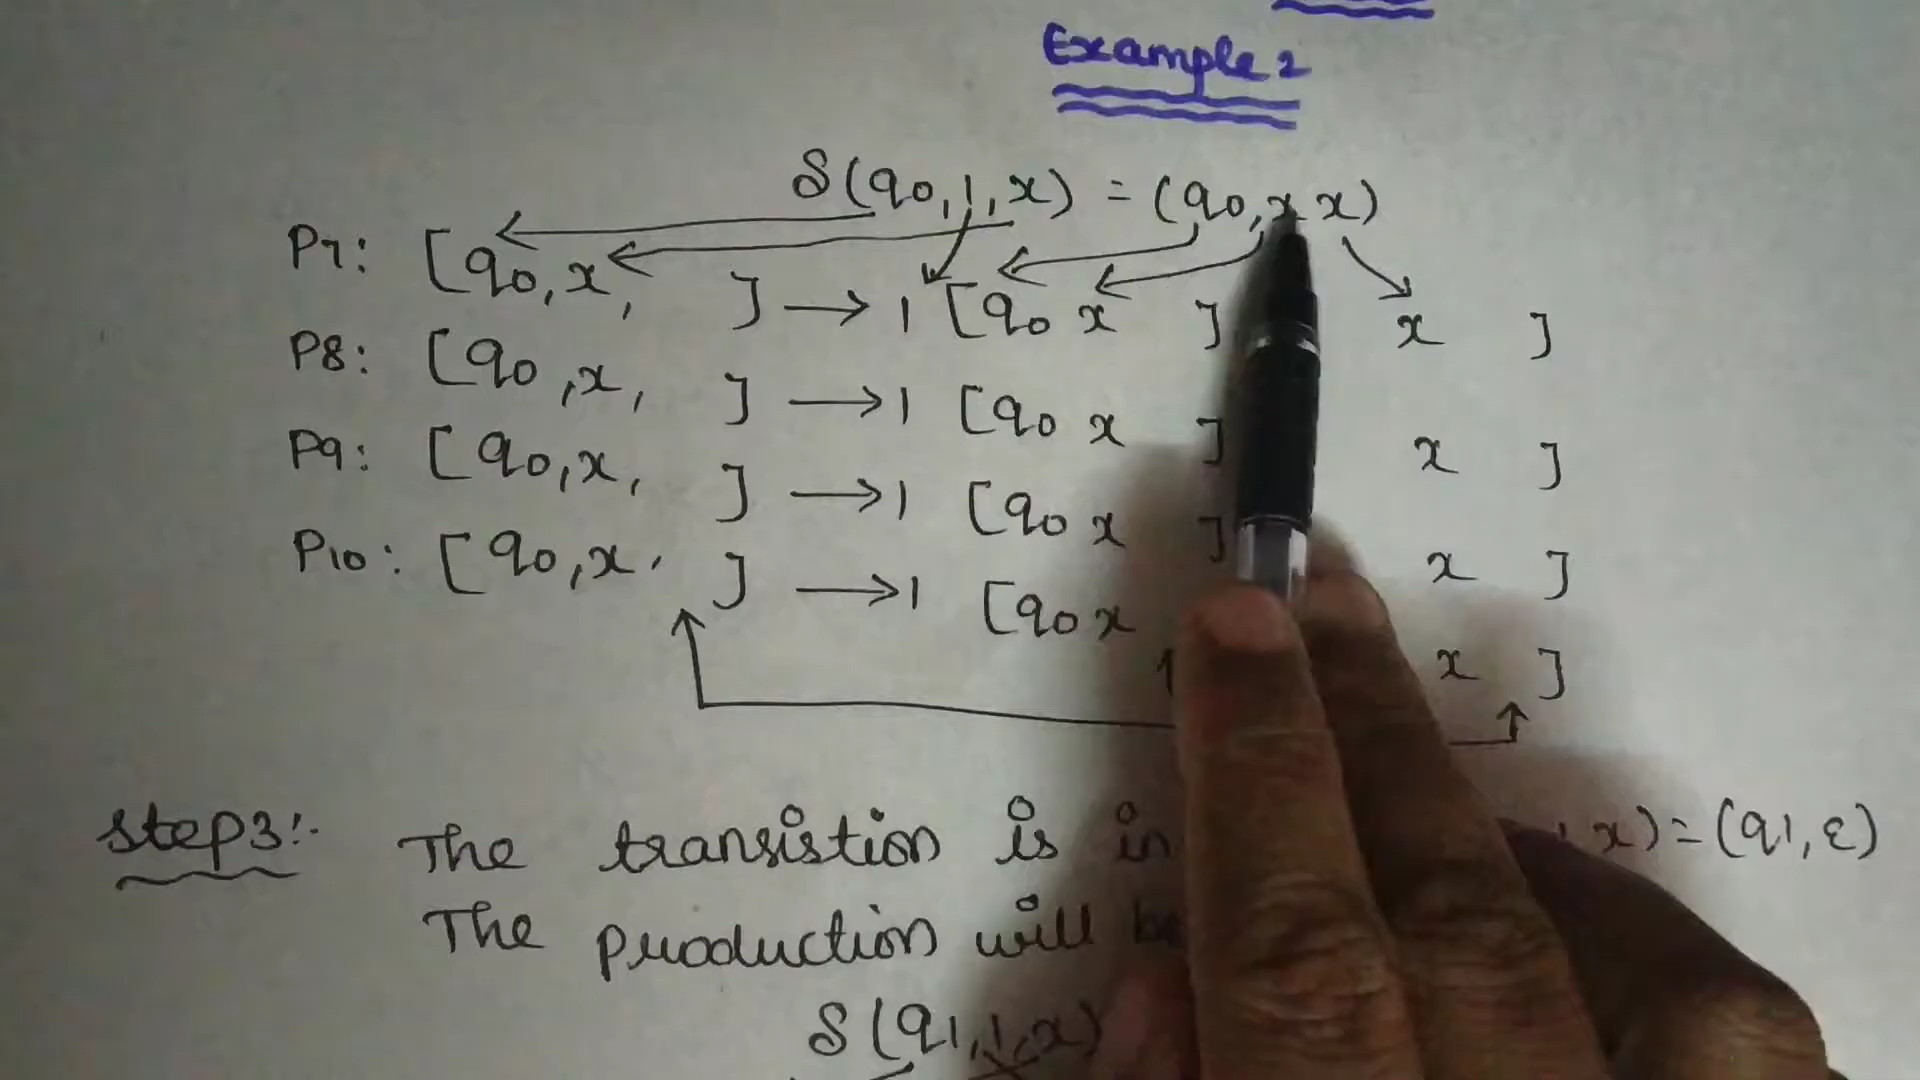 Example 2
δ(q0,1,x) = (q0,x x)
P7: [q0,x, ] → 1 [q0 x ] x ]
P8: [q0,x, ] → 1 [q0 x ] x ]
P9: [q0,x, ] → 1 [q0 x ] x ]
P10: [q0,x, ] → 1 [q0 x x ]
Step3:- The transistion is in x) = (q1, ε)
The production will
δ(q1,1,x)